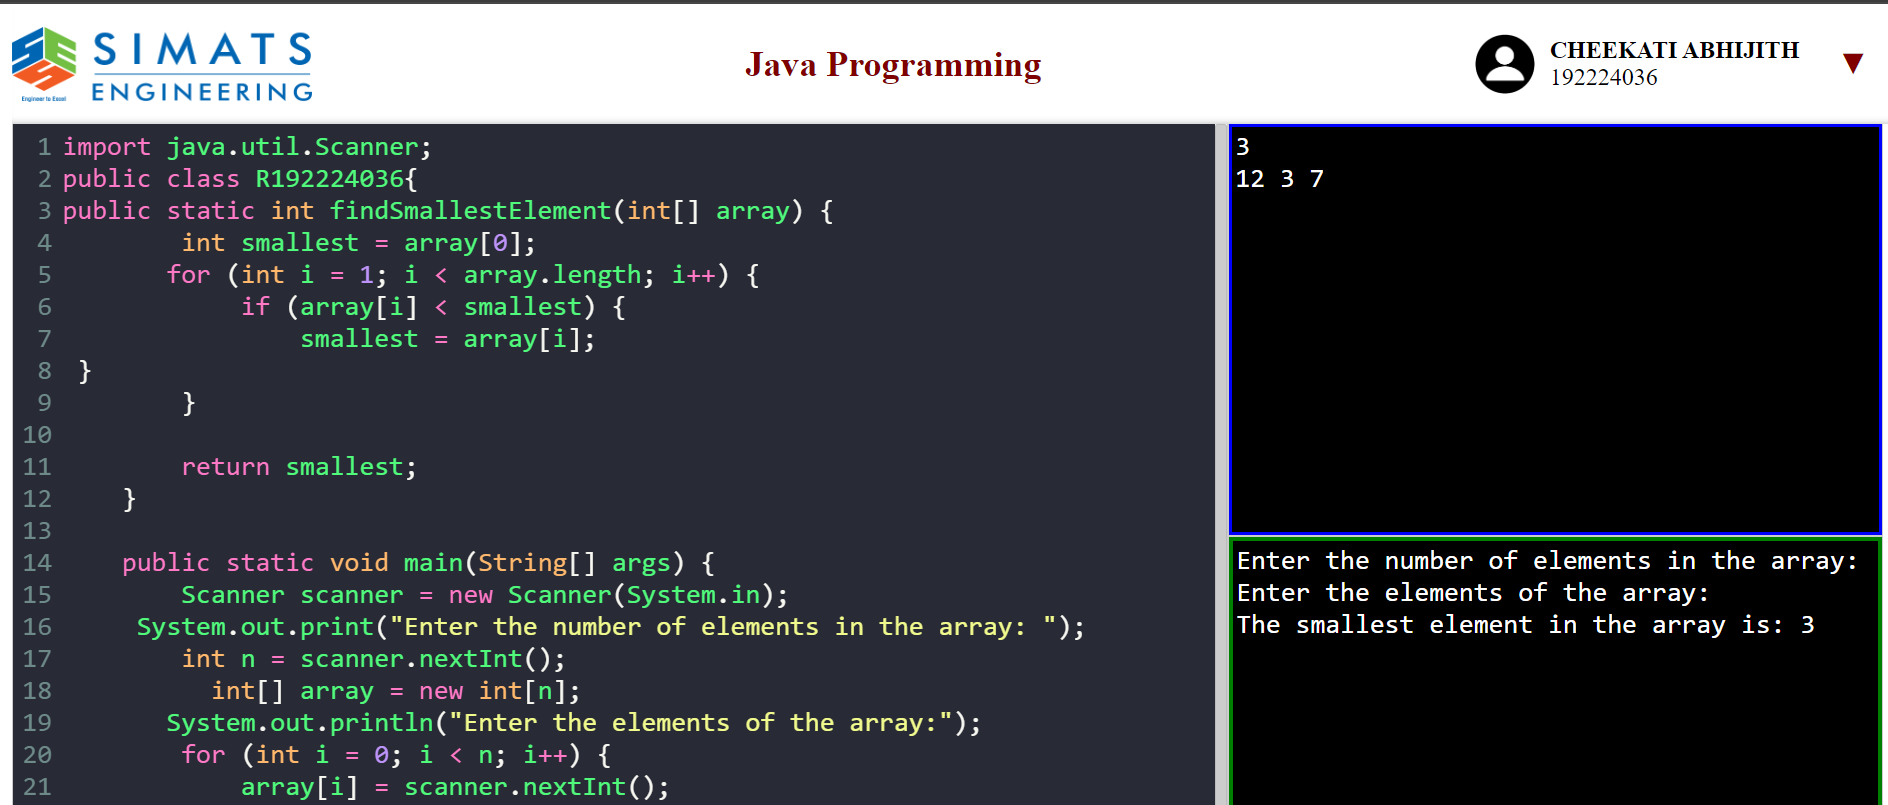 SIMATS
ENGINEERING
Engineer to Excel
Java Programming
CHEEKATI ABHIJITH
192224036
▼
1 import java.util.Scanner;
2 public class R192224036{
3 public static int findSmallestElement(int[] array) {
4         int smallest = array[0];
5        for (int i = 1; i < array.length; i++) {
6             if (array[i] < smallest) {
7                 smallest = array[i];
8  }
9         }
10
11         return smallest;
12     }
13
14     public static void main(String[] args) {
15         Scanner scanner = new Scanner(System.in);
16      System.out.print("Enter the number of elements in the array: ");
17         int n = scanner.nextInt();
18           int[] array = new int[n];
19        System.out.println("Enter the elements of the array:");
20         for (int i = 0; i < n; i++) {
21             array[i] = scanner.nextInt();
3
12 3 7
Enter the number of elements in the array:
Enter the elements of the array:
The smallest element in the array is: 3